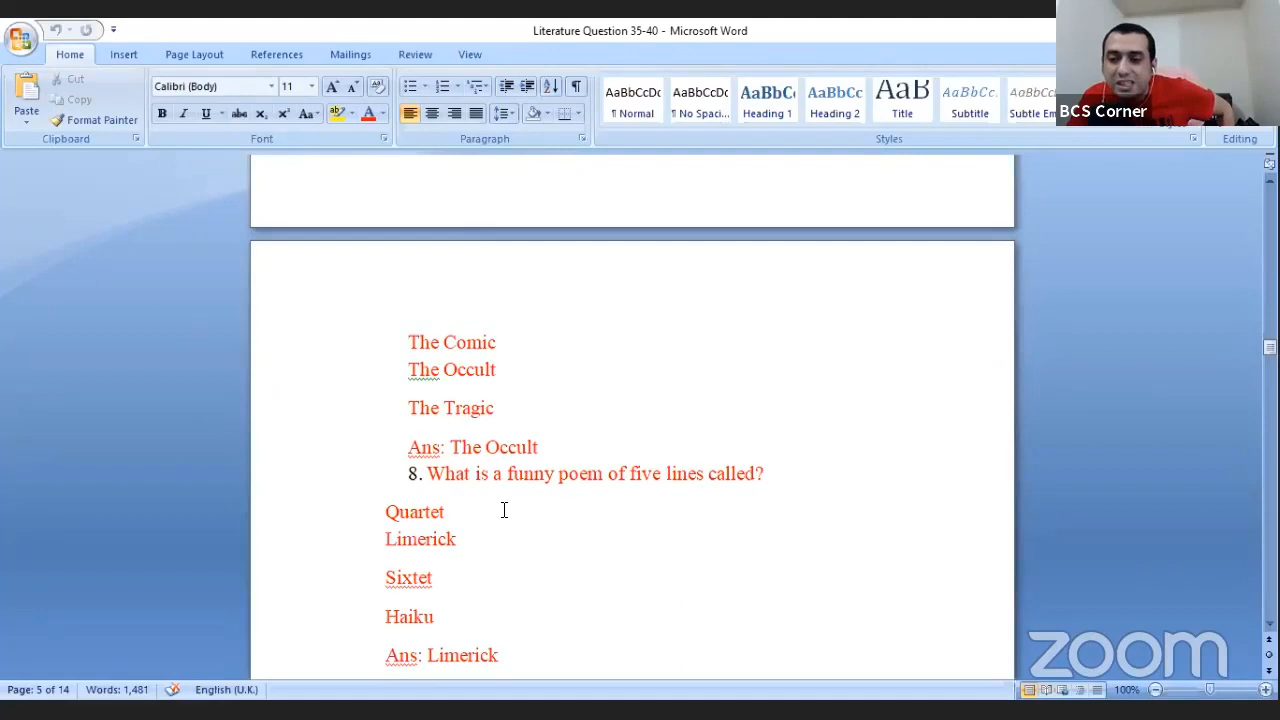 Literature Question 35-40 - Microsoft Word
Home Insert Page Layout References Mailings Review View
Paste
Cut
Copy
Format Painter
Clipboard
Calibri (Body) 11
Font
Paragraph
AaBbCcDc AaBbCcDc AaBbC AaBbCc AaB AaBbCc. AaBbCcDc
¶ Normal ¶ No Spaci... Heading 1 Heading 2 Title Subtitle Subtle Em
Styles
Editing
BCS Corner
The Comic
The Occult
The Tragic
Ans: The Occult
8. What is a funny poem of five lines called?
Quartet
Limerick
Sixtet
Haiku
Ans: Limerick
zoom
Page: 5 of 14 Words: 1,481 English (U.K.) 100%